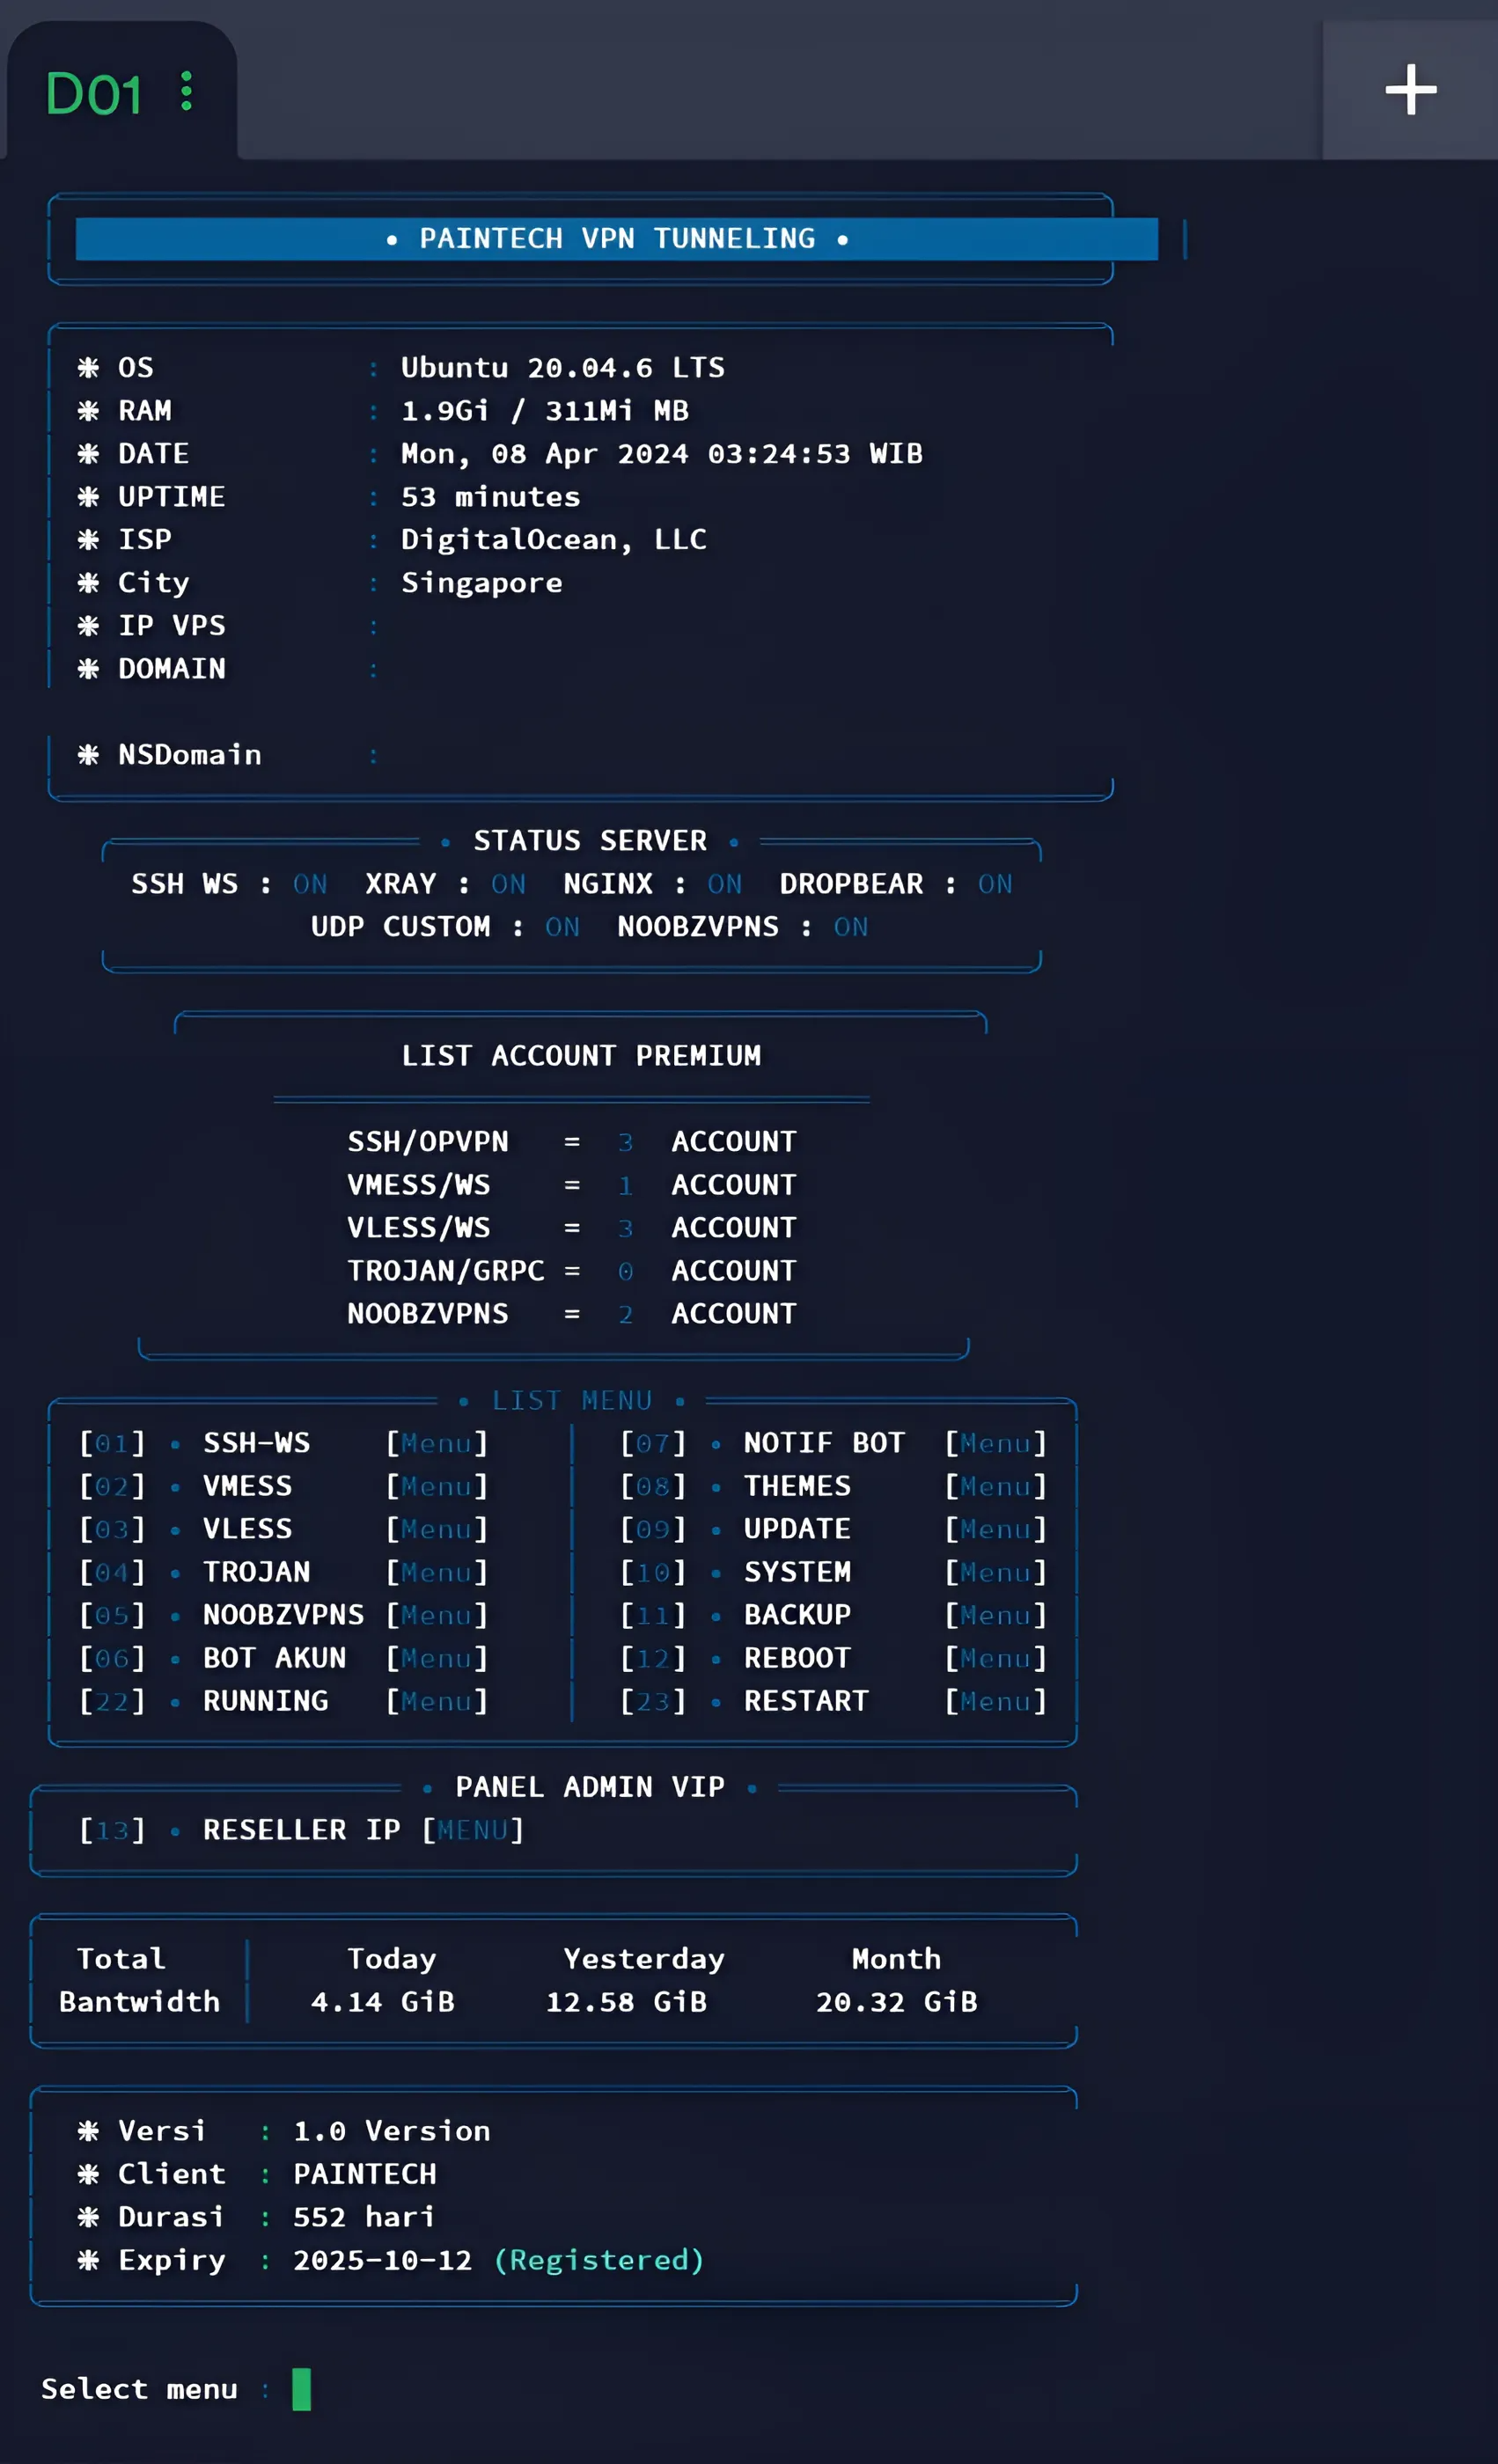 D01 ⋮ +
• PAINTECH VPN TUNNELING •
❋ OS : Ubuntu 20.04.6 LTS
❋ RAM : 1.9Gi / 311Mi MB
❋ DATE : Mon, 08 Apr 2024 03:24:53 WIB
❋ UPTIME : 53 minutes
❋ ISP : DigitalOcean, LLC
❋ City : Singapore
❋ IP VPS :
❋ DOMAIN :
❋ NSDomain :
• STATUS SERVER •
SSH WS : ON XRAY : ON NGINX : ON DROPBEAR : ON
UDP CUSTOM : ON NOOBZVPNS : ON
LIST ACCOUNT PREMIUM
SSH/OPVPN = 3 ACCOUNT
VMESS/WS = 1 ACCOUNT
VLESS/WS = 3 ACCOUNT
TROJAN/GRPC = 0 ACCOUNT
NOOBZVPNS = 2 ACCOUNT
• LIST MENU •
[01] • SSH-WS [Menu] | [07] • NOTIF BOT [Menu]
[02] • VMESS [Menu] | [08] • THEMES [Menu]
[03] • VLESS [Menu] | [09] • UPDATE [Menu]
[04] • TROJAN [Menu] | [10] • SYSTEM [Menu]
[05] • NOOBZVPNS [Menu] | [11] • BACKUP [Menu]
[06] • BOT AKUN [Menu] | [12] • REBOOT [Menu]
[22] • RUNNING [Menu] | [23] • RESTART [Menu]
• PANEL ADMIN VIP •
[13] • RESELLER IP [MENU]
Total | Today Yesterday Month
Bantwidth | 4.14 GiB 12.58 GiB 20.32 GiB
❋ Versi : 1.0 Version
❋ Client : PAINTECH
❋ Durasi : 552 hari
❋ Expiry : 2025-10-12 (Registered)
Select menu :